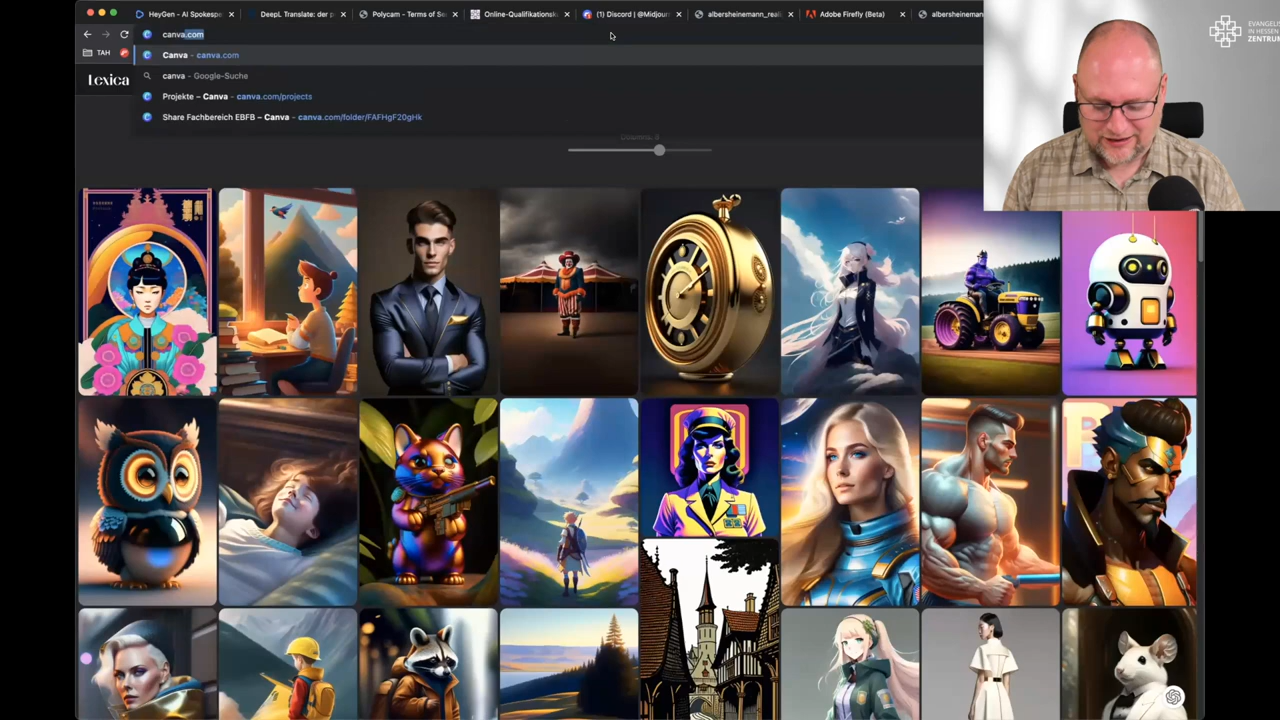 HeyGen - AI Spokespe
DeepL Translate: der p
Polycam - Terms of Se
Online-Qualifikationsk
(1) Discord | @Midjour
albersheinemann_reali
Adobe Firefly (Beta)
albersheineman
canva.com
TAH
Canva - canva.com
canva - Google-Suche
Projekte – Canva - canva.com/projects
Share Fachbereich EBFB – Canva - canva.com/folder/FAFHgF20gHk
Lexica
EVANGELIS
IN HESSEN
ZENTRUM